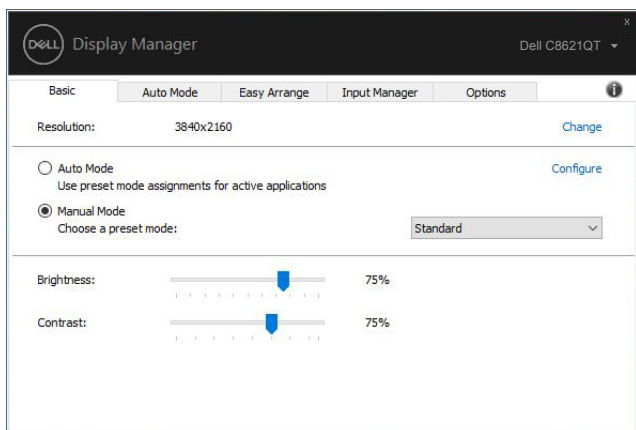 DELL Display Manager
Dell C8621QT
x
Basic Auto Mode Easy Arrange Input Manager Options
Resolution: 3840x2160 Change
Auto Mode Configure
Use preset mode assignments for active applications
Manual Mode
Choose a preset mode: Standard
Brightness: 75%
Contrast: 75%